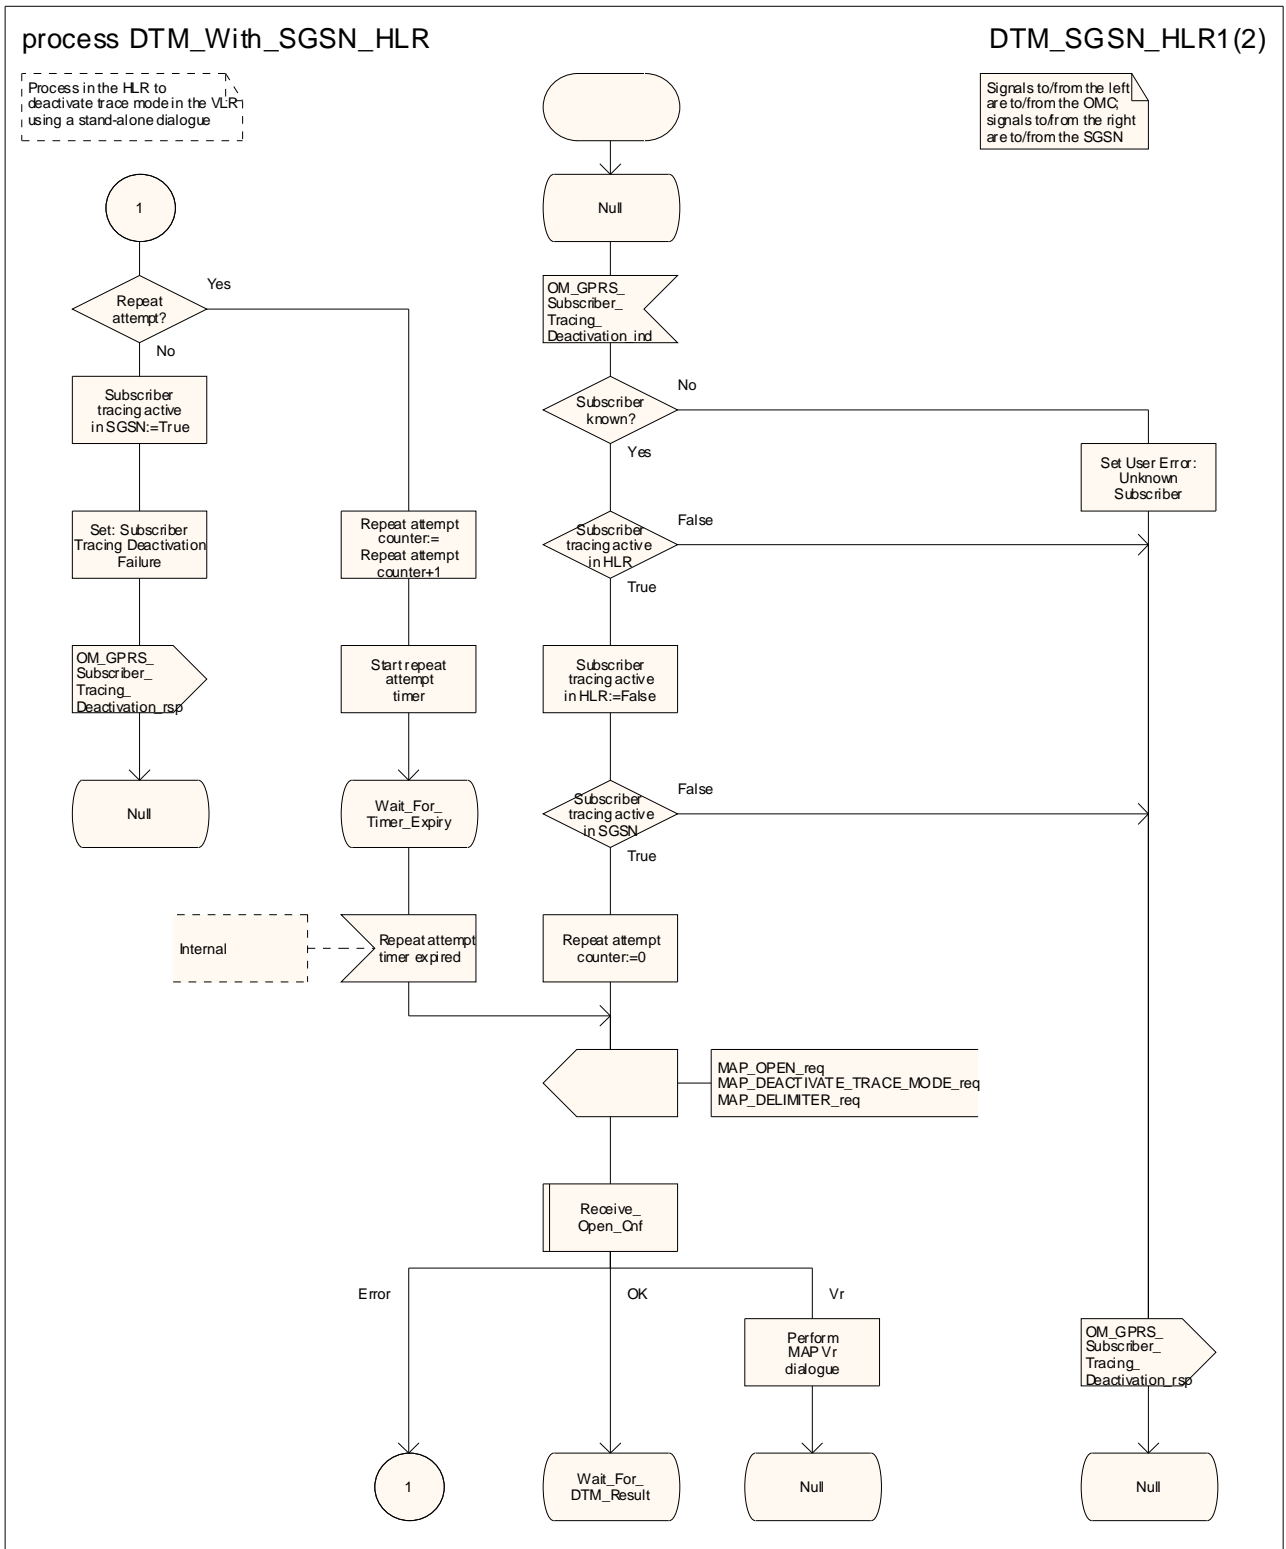 process DTM_With_SGSN_HLR
DTM_SGSN_HLR1(2)
Process in the HLR to
deactivate trace mode in the VLR
using a stand-alone dialogue
Signals to/from the left
are to/from the OMC;
signals to/from the right
are to/from the SGSN
1
Null
Repeat
attempt?
Yes
No
OM_GPRS_
Subscriber_
Tracing_
Deactivation_ind
Subscriber
tracing active
in SGSN:=True
Subscriber
known?
No
Yes
Set User Error:
Unknown
Subscriber
Set: Subscriber
Tracing Deactivation
Failure
Repeat attempt
counter:=
Repeat attempt
counter+1
Subscriber
tracing active
in HLR
False
True
OM_GPRS_
Subscriber_
Tracing_
Deactivation_rsp
Start repeat
attempt
timer
Subscriber
tracing active
in HLR:=False
Null
Wait_For_
Timer_Expiry
Subscriber
tracing active
in SGSN
False
True
Internal
Repeat attempt
timer expired
Repeat attempt
counter:=0
MAP_OPEN_req
MAP_DEACTIVATE_TRACE_MODE_req
MAP_DELIMITER_req
Receive_
Open_Cnf
Error
OK
Vr
Perform
MAP Vr
dialogue
OM_GPRS_
Subscriber_
Tracing_
Deactivation_rsp
1
Wait_For_
DTM_Result
Null
Null